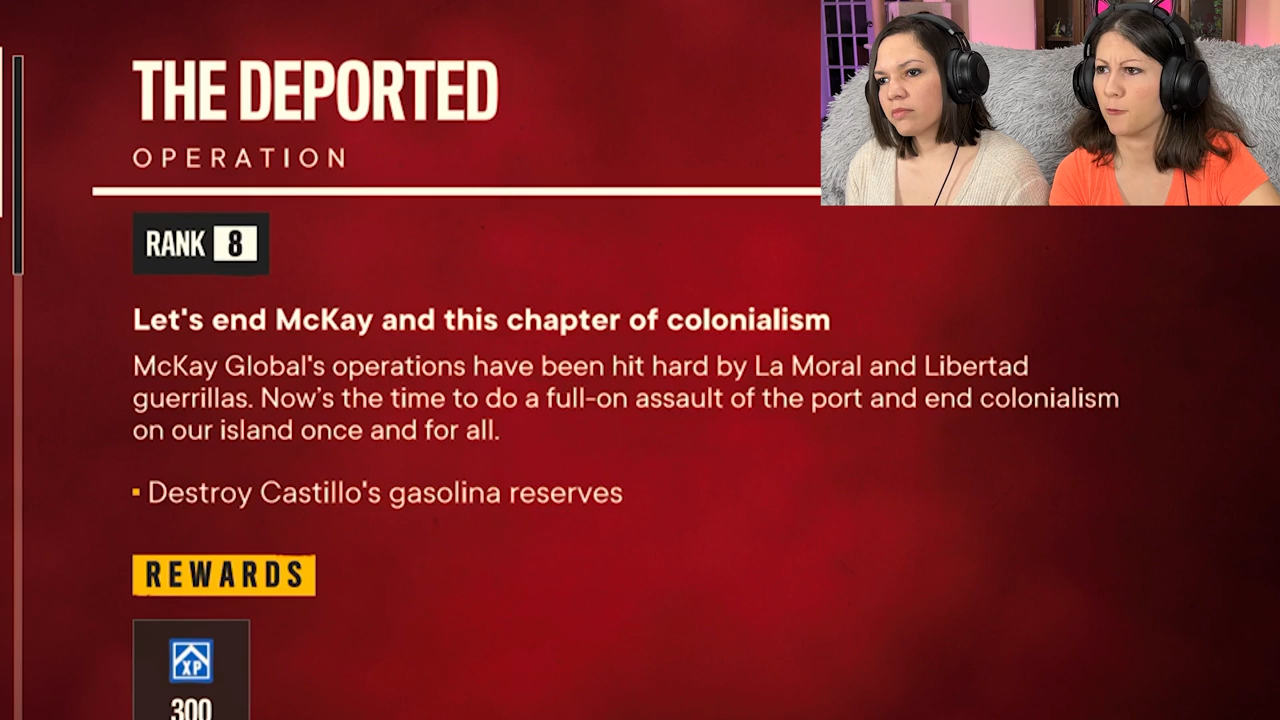 THE DEPORTED
OPERATION
RANK 8
Let's end McKay and this chapter of colonialism
McKay Global's operations have been hit hard by La Moral and Libertad
guerrillas. Now's the time to do a full-on assault of the port and end colonialism
on our island once and for all.
Destroy Castillo's gasolina reserves
REWARDS
XP
300